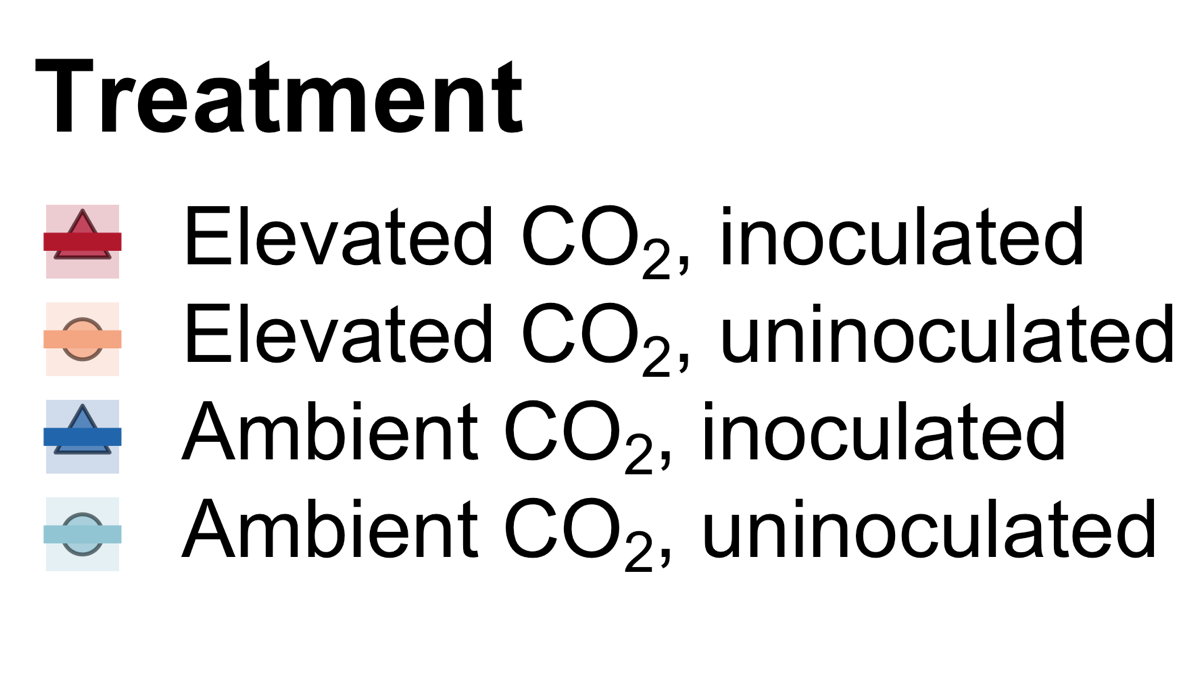 Treatment
Elevated CO₂, inoculated
Elevated CO₂, uninoculated
Ambient CO₂, inoculated
Ambient CO₂, uninoculated